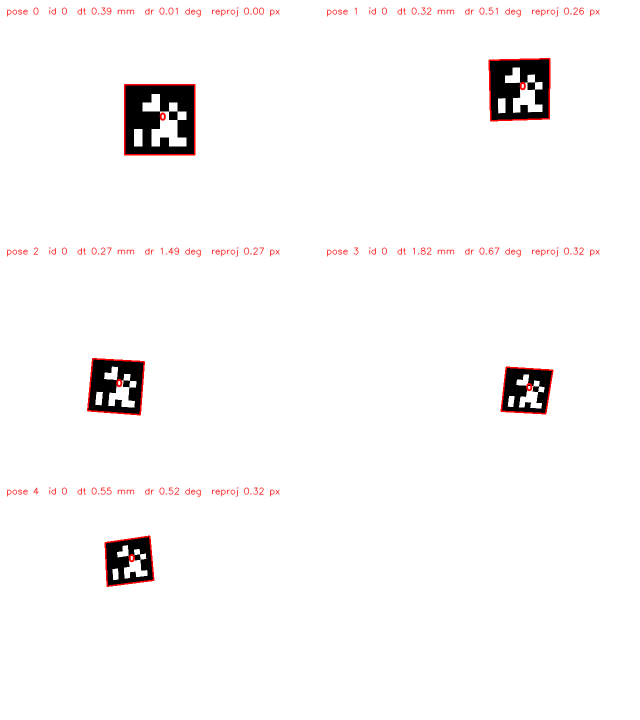 pose 0 id 0 dt 0.39 mm dr 0.01 deg reproj 0.00 px
pose 1 id 0 dt 0.32 mm dr 0.51 deg reproj 0.26 px
0
0
pose 2 id 0 dt 0.27 mm dr 1.49 deg reproj 0.27 px
pose 3 id 0 dt 1.82 mm dr 0.67 deg reproj 0.32 px
0
0
pose 4 id 0 dt 0.55 mm dr 0.52 deg reproj 0.32 px
0